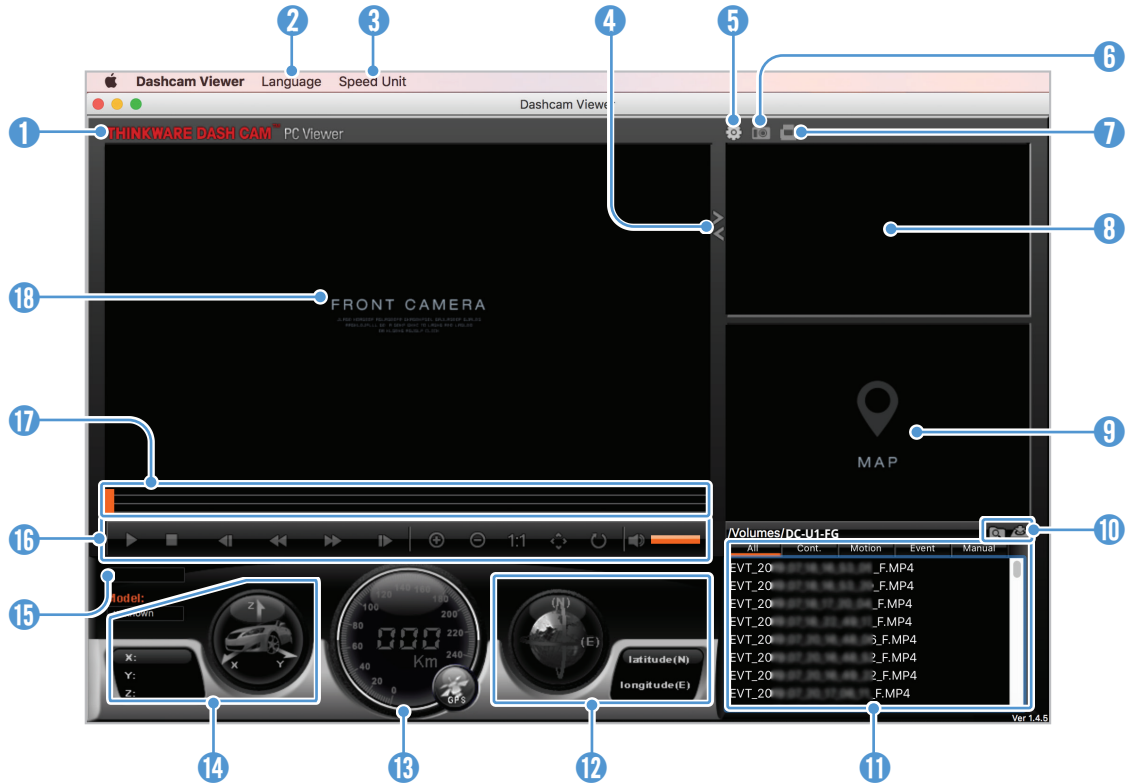 2
3
4
5
6
Dashcam Viewer Language Speed Unit
Dashcam Viewer
1
THINKWARE DASH CAM™ PC Viewer
7
8
18
FRONT CAMERA
17
9
MAP
16
1:1
/Volumes/DC-U1-FG
10
All Cont. Motion Event Manual
EVT_20 _F.MP4
EVT_20 _F.MP4
EVT_20 _F.MP4
EVT_20 _F.MP4
EVT_20 _F.MP4
EVT_20 _F.MP4
EVT_20 _F.MP4
EVT_20 _F.MP4
15
Model:
Z
X Y
X:
Y:
Z:
0 20 40 60 80 100 120 140 160 180 200 220 240
000
Km
GPS
(N)
(E)
latitude(N)
longitude(E)
Ver 1.4.5
14
13
12
11